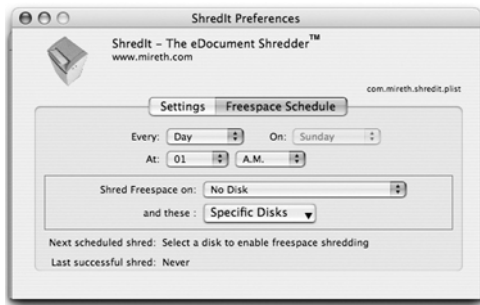 ShredIt Preferences
ShredIt – The eDocument Shredder™
www.mireth.com
com.mireth.shredit.plist
Settings Freespace Schedule
Every: Day On: Sunday
At: 01 A.M.
Shred Freespace on: No Disk
and these : Specific Disks
Next scheduled shred: Select a disk to enable freespace shredding
Last successful shred: Never